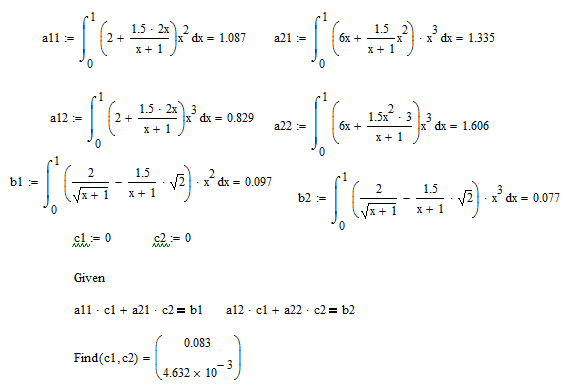 a11 := ∫₀¹ (2 + (1.5 · 2x)/(x + 1)) x² dx = 1.087    a21 := ∫₀¹ (6x + (1.5)/(x + 1) x²) · x³ dx = 1.335
a12 := ∫₀¹ (2 + (1.5 · 2x)/(x + 1)) x³ dx = 0.829    a22 := ∫₀¹ (6x + (1.5x² · 3)/(x + 1)) x³ dx = 1.606
b1 := ∫₀¹ (2/√(x + 1) − 1.5/(x + 1) · √2) · x² dx = 0.097    b2 := ∫₀¹ (2/√(x + 1) − 1.5/(x + 1) · √2) · x³ dx = 0.077
c1 := 0    c2 := 0
Given
a11 · c1 + a21 · c2 = b1    a12 · c1 + a22 · c2 = b2
Find(c1, c2) = (0.083
4.632 × 10⁻³)